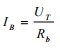 I_B = U_T / R_b